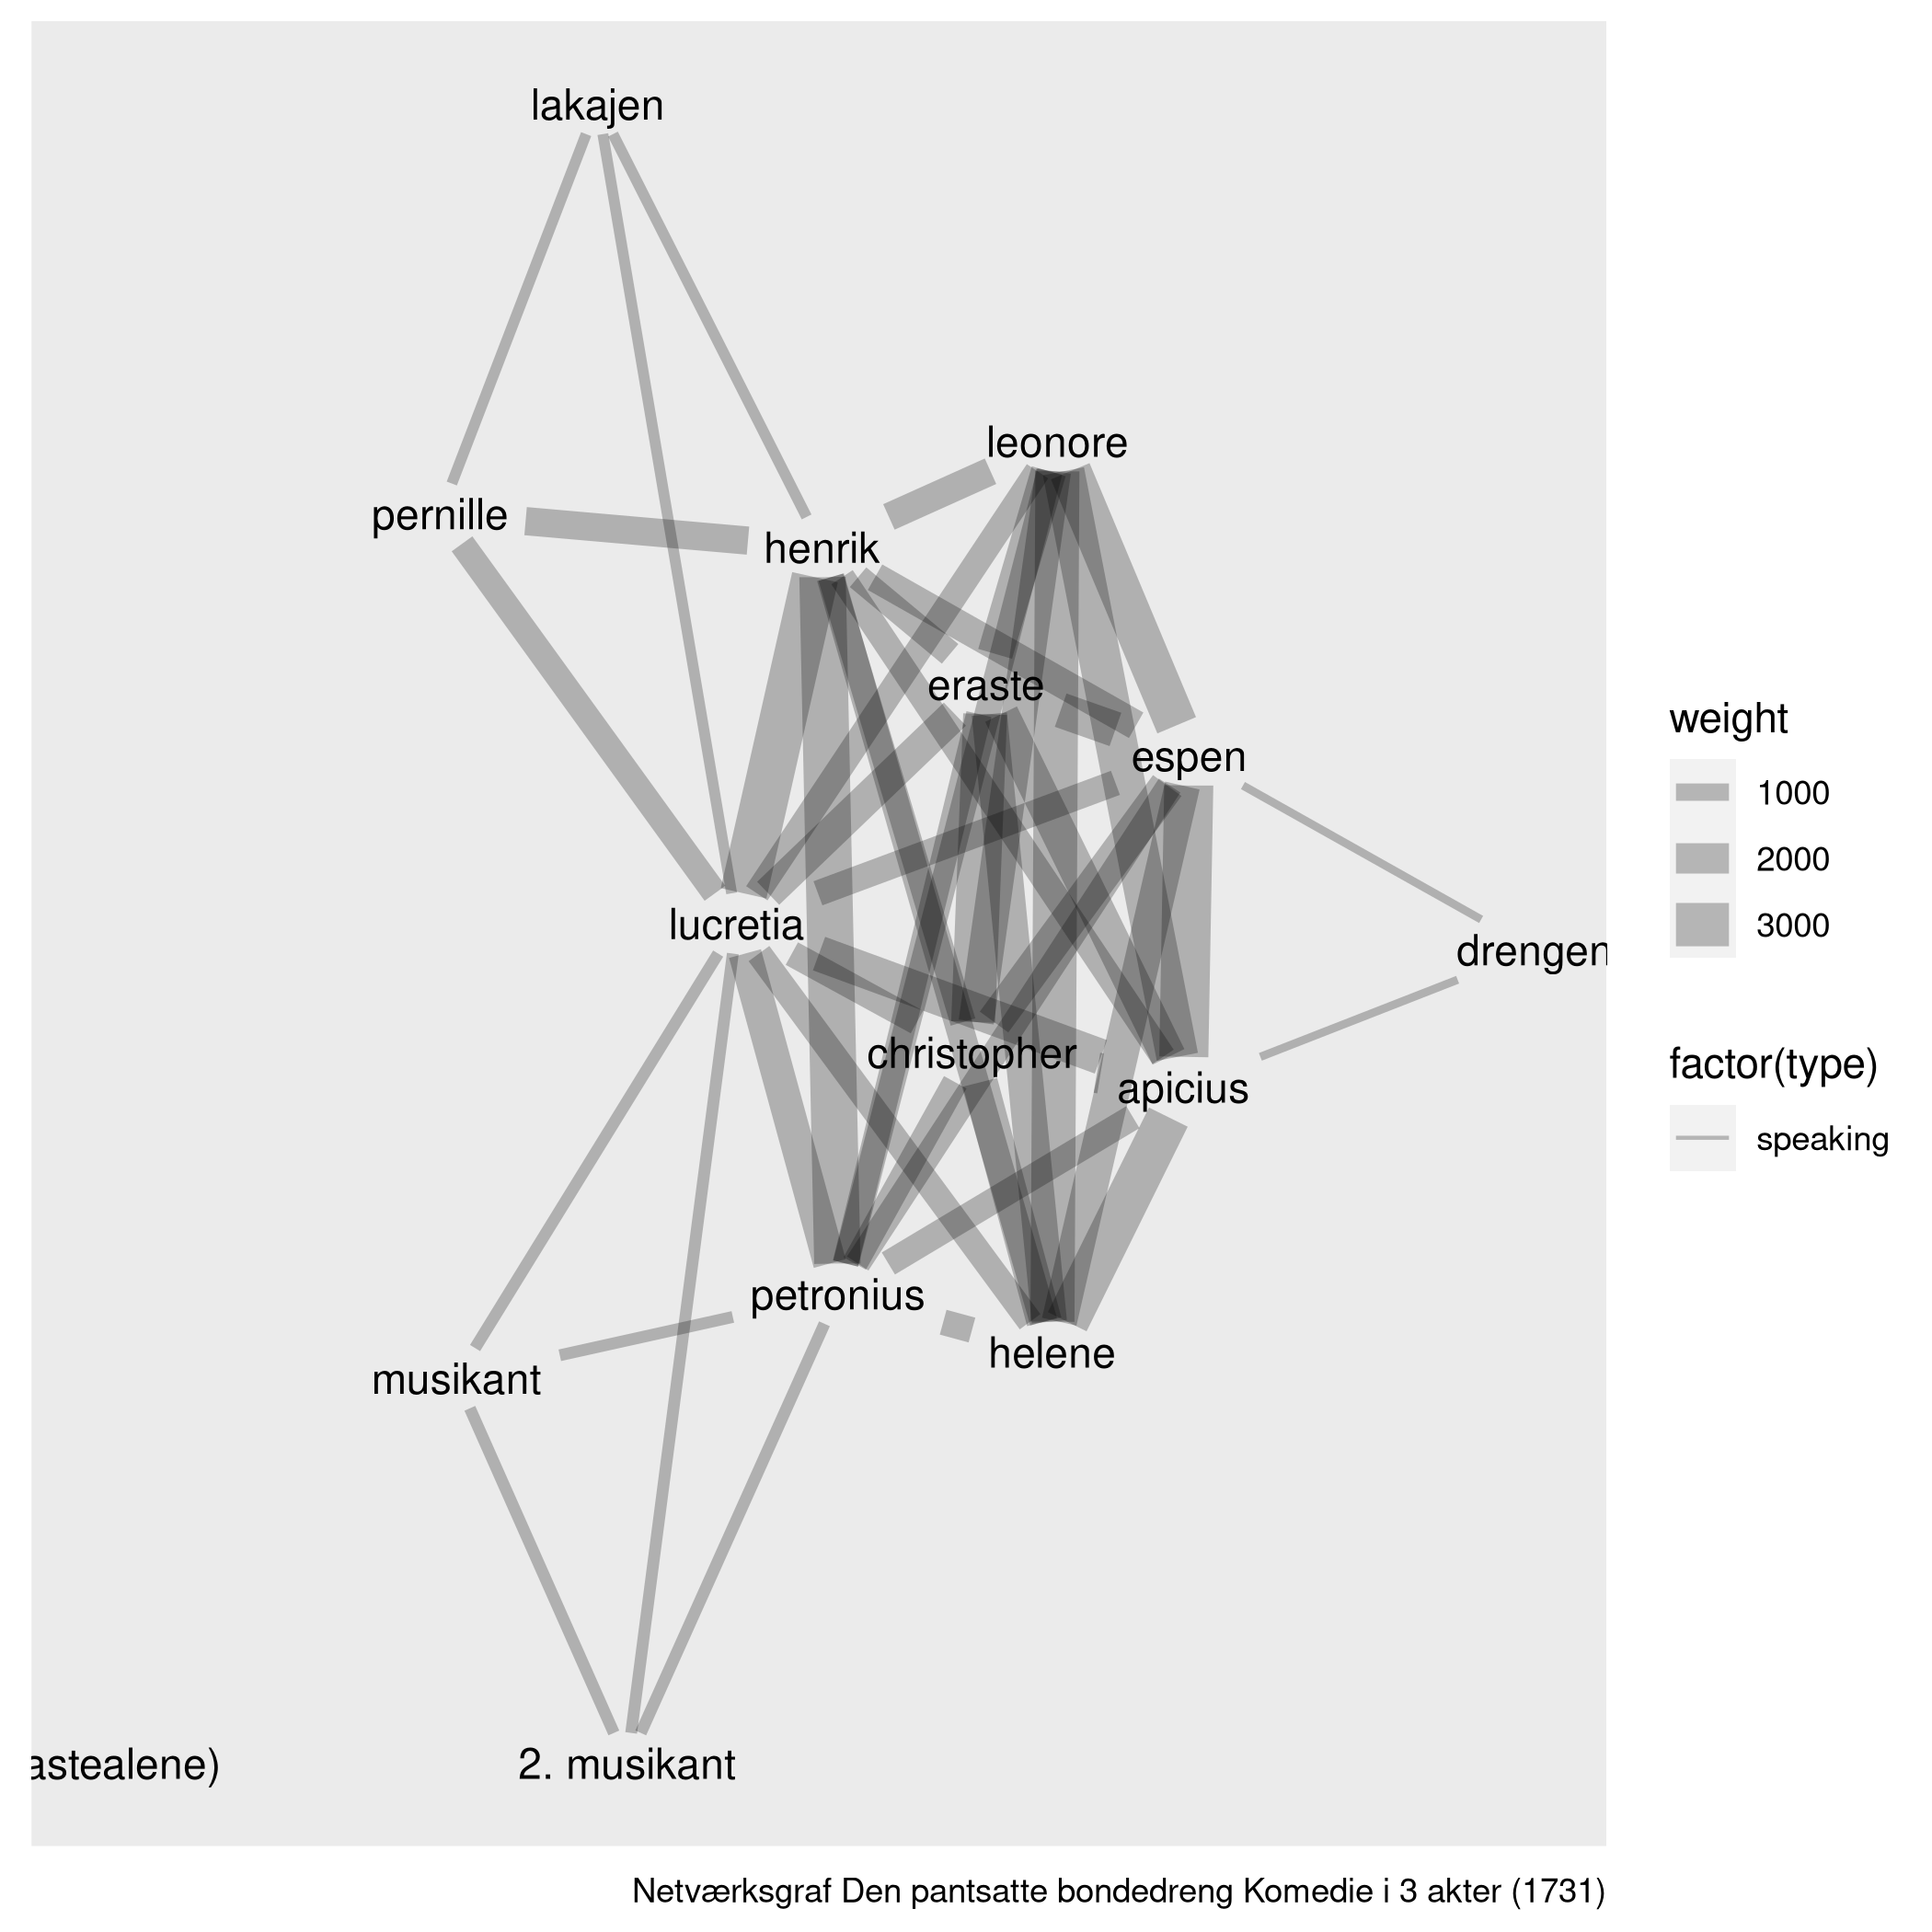 lakajen
leonore
pernille
henrik
eraste
espen
lucretia
drengen
christopher
apicius
petronius
helene
musikant
astealene)
2. musikant
weight
1000
2000
3000
factor(type)
speaking
Netværksgraf Den pantsatte bondedreng Komedie i 3 akter (1731)